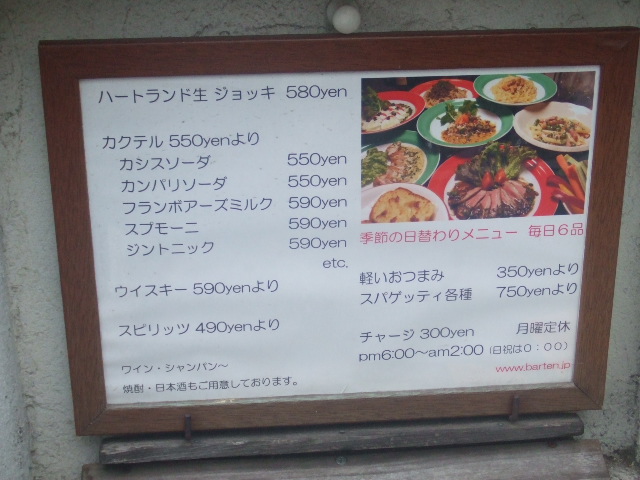 ハートランド生 ジョッキ 580yen
カクテル 550yenより
カシスソーダ 550yen
カンパリソーダ 550yen
フランボアーズミルク 590yen
スプモーニ 590yen
ジントニック 590yen
etc.
ウイスキー 590yenより
スピリッツ 490yenより
ワイン・シャンパン～
焼酎・日本酒もご用意しております。
季節の日替わりメニュー 毎日6品
軽いおつまみ 350yenより
スパゲッティ各種 750yenより
チャージ 300yen 月曜定休
pm6:00～am2:00 (日祝は0:00)
www.barten.jp